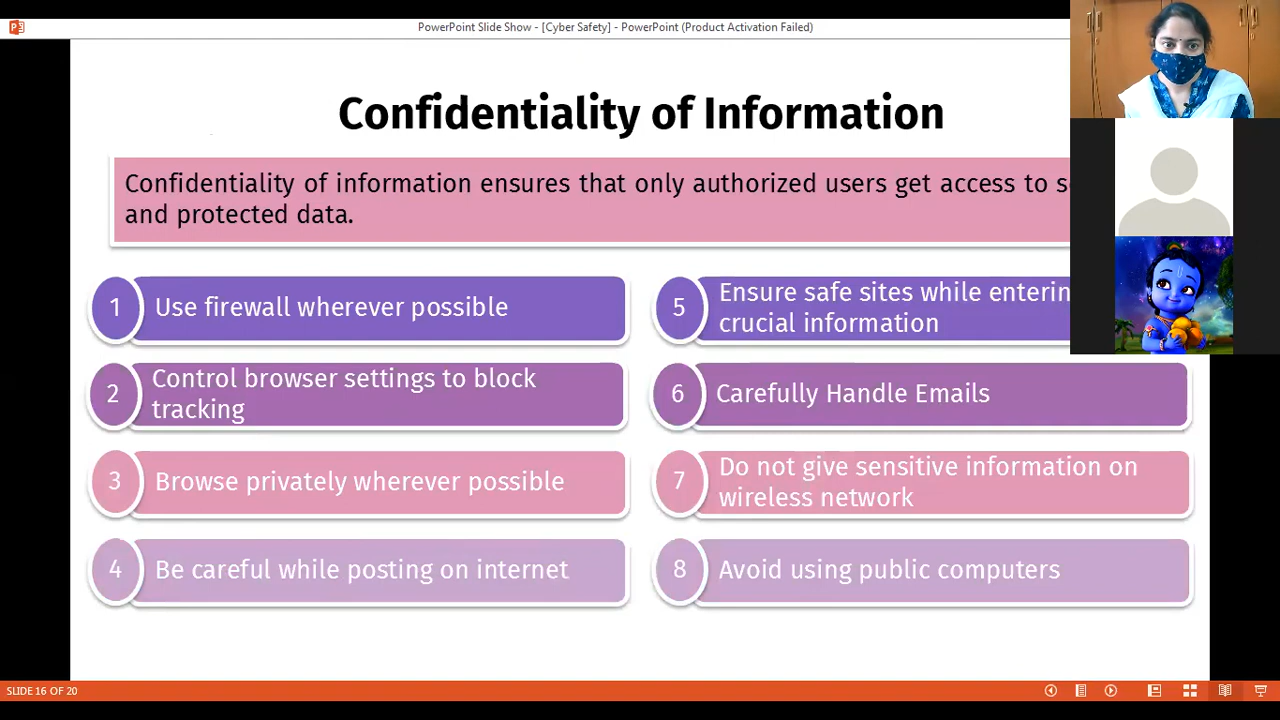 PowerPoint Slide Show - [Cyber Safety] - PowerPoint (Product Activation Failed)
Confidentiality of Information
Confidentiality of information ensures that only authorized users get access to
and protected data.
1 Use firewall wherever possible
2 Control browser settings to block
tracking
3 Browse privately wherever possible
4 Be careful while posting on internet
5 Ensure safe sites while
crucial information
6 Carefully Handle Emails
7 Do not give sensitive information on
wireless network
8 Avoid using public computers
SLIDE 16 OF 20